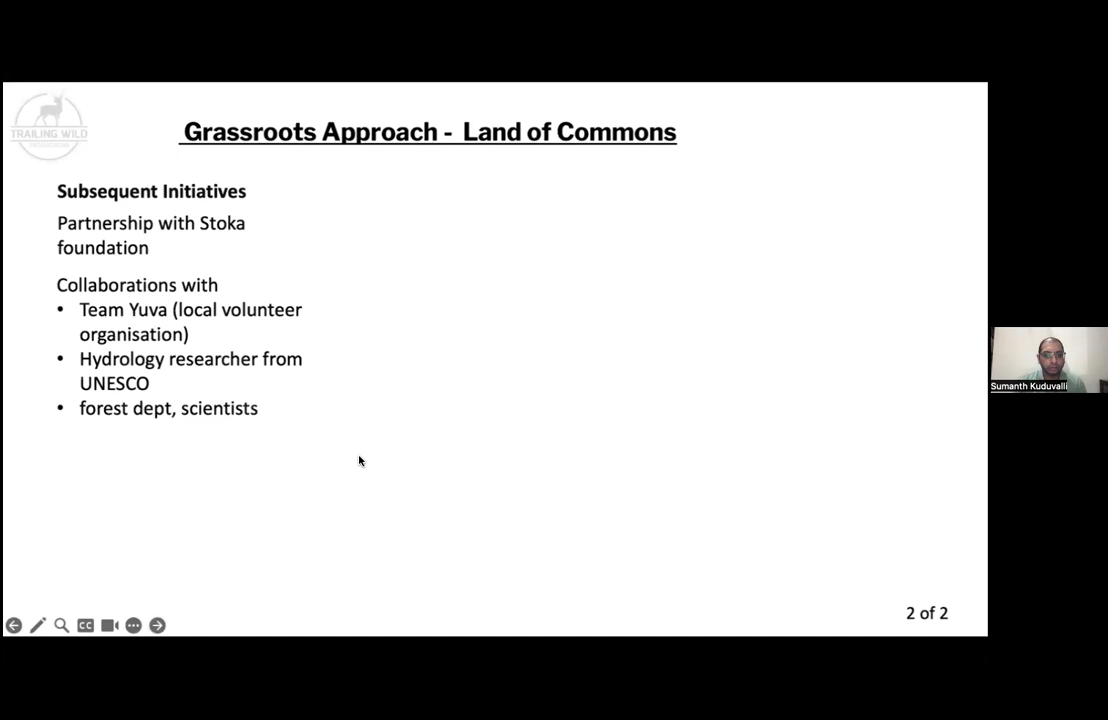 TRAILING WILD
Grassroots Approach - Land of Commons
Subsequent Initiatives
Partnership with Stoka
foundation
Collaborations with
• Team Yuva (local volunteer
organisation)
• Hydrology researcher from
UNESCO
• forest dept, scientists
CC
2 of 2
Sumanth Kuduvalli